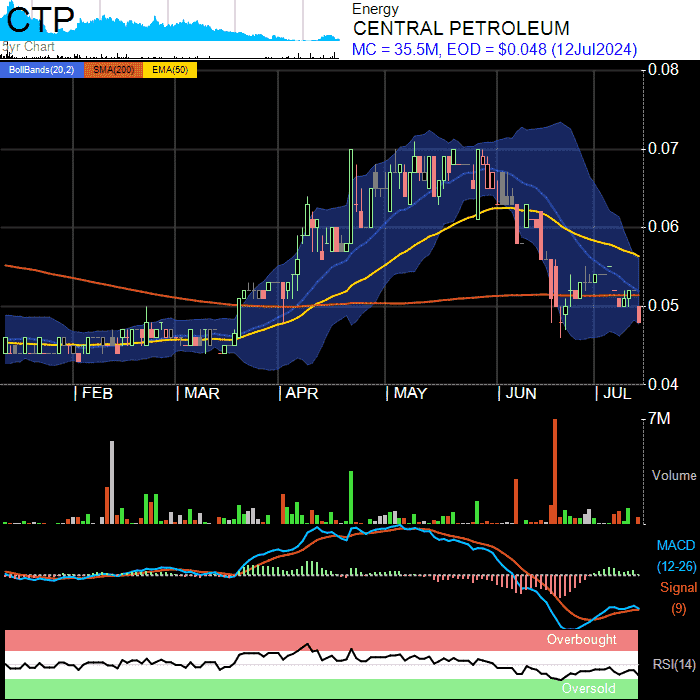 CTP
5yr Chart
Energy
CENTRAL PETROLEUM
MC = 35.5M, EOD = $0.048 (12Jul2024)
BollBands(20,2) SMA(200) EMA(50)
0.08
0.07
0.06
0.05
0.04
FEB MAR APR MAY JUN JUL
7M
Volume
MACD
(12-26)
Signal
(9)
Overbought
RSI(14)
Oversold